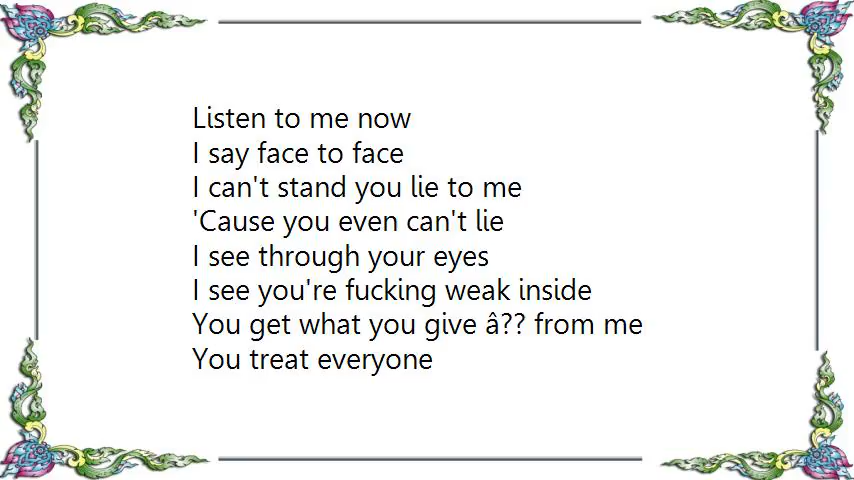 Listen to me now
I say face to face
I can't stand you lie to me
'Cause you even can't lie
I see through your eyes
I see you're fucking weak inside
You get what you give â?? from me
You treat everyone